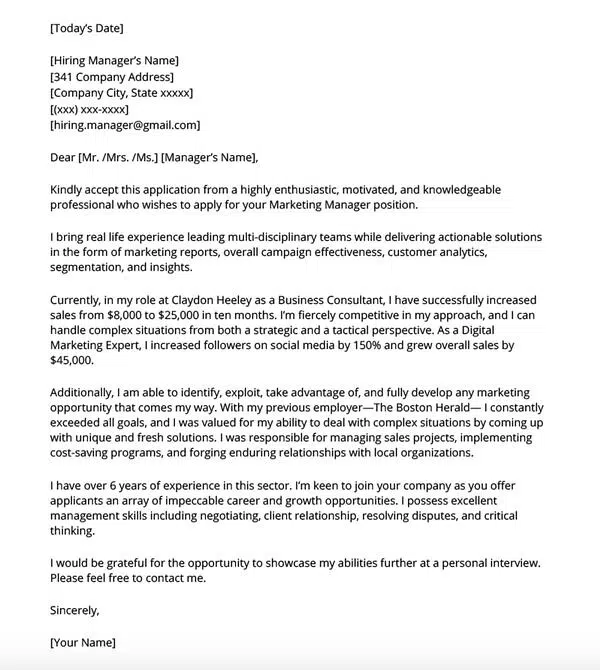 [Today's Date]
[Hiring Manager's Name]
[341 Company Address]
[Company City, State xxxxx]
[(xxx) xxx-xxxx]
[hiring.manager@gmail.com]
Dear [Mr. /Mrs. /Ms.] [Manager's Name],
Kindly accept this application from a highly enthusiastic, motivated, and knowledgeable
professional who wishes to apply for your Marketing Manager position.
I bring real life experience leading multi-disciplinary teams while delivering actionable solutions
in the form of marketing reports, overall campaign effectiveness, customer analytics,
segmentation, and insights.
Currently, in my role at Claydon Heeley as a Business Consultant, I have successfully increased
sales from $8,000 to $25,000 in ten months. I'm fiercely competitive in my approach, and I can
handle complex situations from both a strategic and a tactical perspective. As a Digital
Marketing Expert, I increased followers on social media by 150% and grew overall sales by
$45,000.
Additionally, I am able to identify, exploit, take advantage of, and fully develop any marketing
opportunity that comes my way. With my previous employer—The Boston Herald— I constantly
exceeded all goals, and I was valued for my ability to deal with complex situations by coming up
with unique and fresh solutions. I was responsible for managing sales projects, implementing
cost-saving programs, and forging enduring relationships with local organizations.
I have over 6 years of experience in this sector. I'm keen to join your company as you offer
applicants an array of impeccable career and growth opportunities. I possess excellent
management skills including negotiating, client relationship, resolving disputes, and critical
thinking.
I would be grateful for the opportunity to showcase my abilities further at a personal interview.
Please feel free to contact me.
Sincerely,
[Your Name]